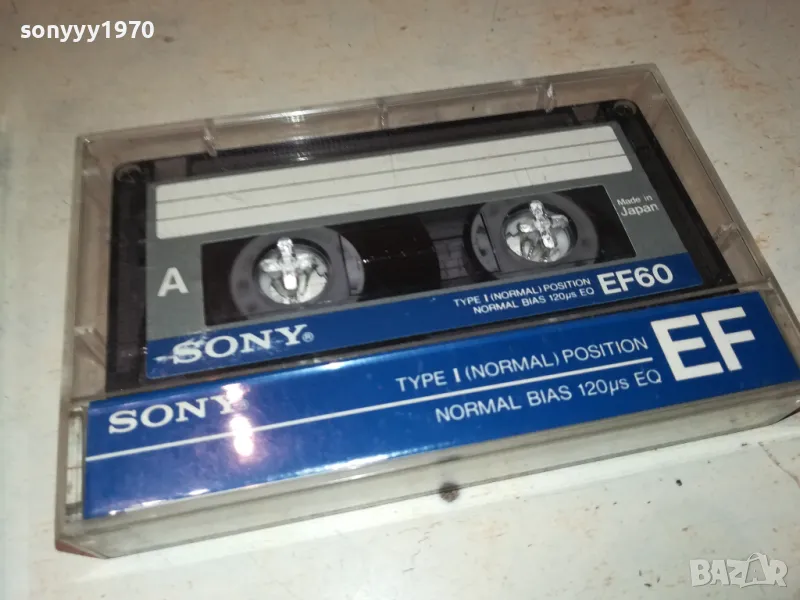 sonyyy1970
Made in
Japan
A
TYPE I (NORMAL) POSITION
NORMAL BIAS 120µs EQ EF60
SONY®
SONY
TYPE I (NORMAL) POSITION
NORMAL BIAS 120µs EQ
EF
BAZAR